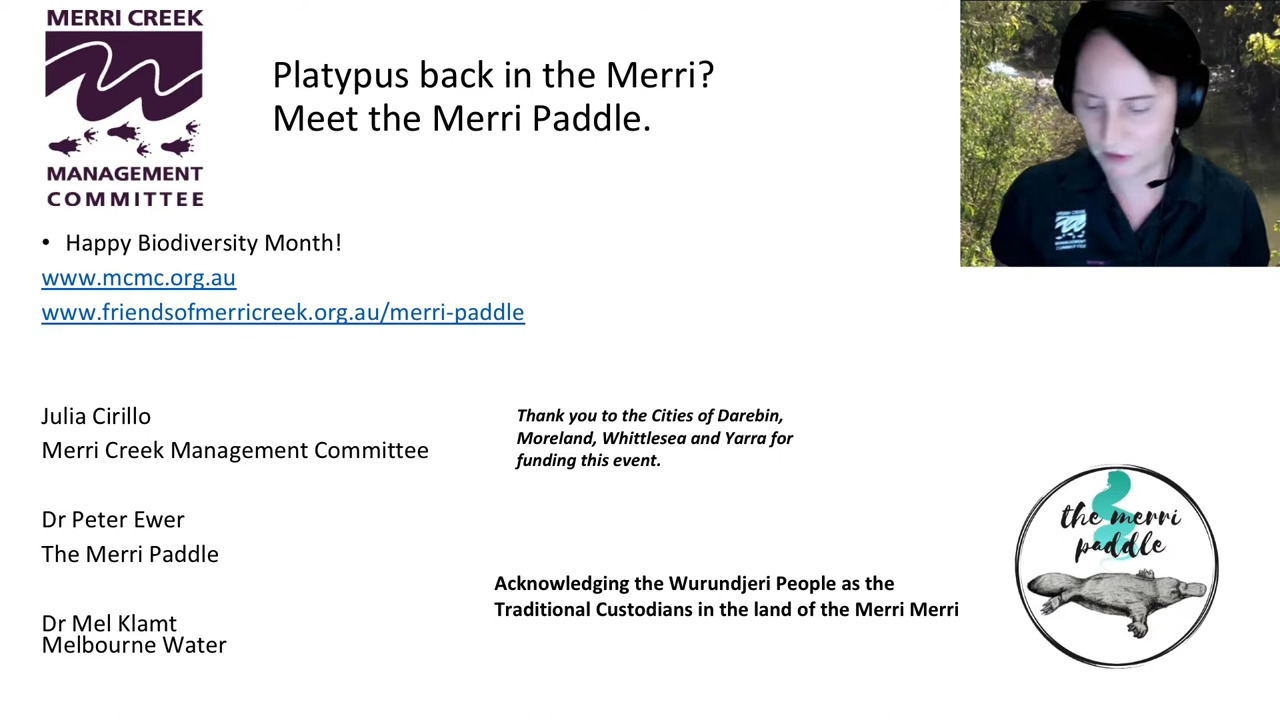 MERRI CREEK
MANAGEMENT
COMMITTEE
Platypus back in the Merri?
Meet the Merri Paddle.
• Happy Biodiversity Month!
www.mcmc.org.au
www.friendsofmerricreek.org.au/merri-paddle
Julia Cirillo
Merri Creek Management Committee
Dr Peter Ewer
The Merri Paddle
Dr Mel Klamt
Melbourne Water
Thank you to the Cities of Darebin,
Moreland, Whittlesea and Yarra for
funding this event.
Acknowledging the Wurundjeri People as the
Traditional Custodians in the land of the Merri Merri
the merri
paddle
MERRI CREEK
MANAGEMENT
COMMITTEE